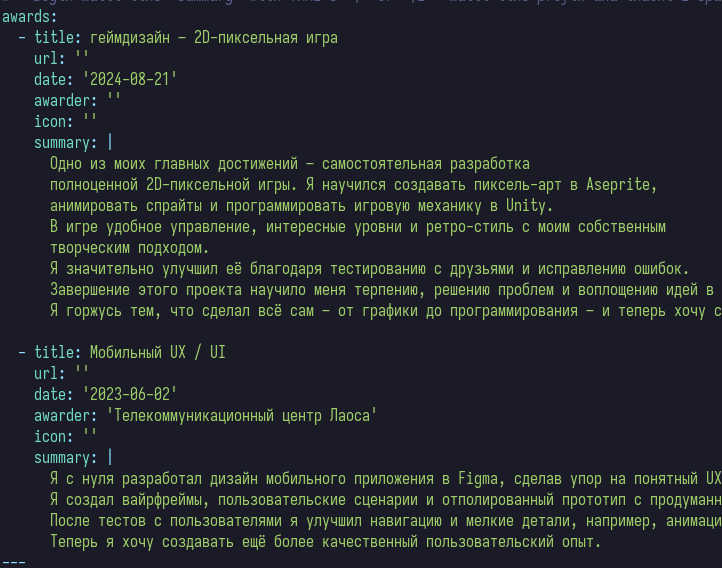 awards:
  - title: геймдизайн – 2D-пиксельная игра
    url: ''
    date: '2024-08-21'
    awarder: ''
    icon: ''
    summary: |
      Одно из моих главных достижений – самостоятельная разработка
      полноценной 2D-пиксельной игры. Я научился создавать пиксель-арт в Aseprite,
      анимировать спрайты и программировать игровую механику в Unity.
      В игре удобное управление, интересные уровни и ретро-стиль с моим собственным
      творческим подходом.
      Я значительно улучшил её благодаря тестированию с друзьями и исправлению ошибок.
      Завершение этого проекта научило меня терпению, решению проблем и воплощению идей в
      Я горжусь тем, что сделал всё сам – от графики до программирования – и теперь хочу с

  - title: Мобильный UX / UI
    url: ''
    date: '2023-06-02'
    awarder: 'Телекоммуникационный центр Лаоса'
    icon: ''
    summary: |
      Я с нуля разработал дизайн мобильного приложения в Figma, сделав упор на понятный UX
      Я создал вайрфреймы, пользовательские сценарии и отполированный прототип с продуманн
      После тестов с пользователями я улучшил навигацию и мелкие детали, например, анимаци
      Теперь я хочу создавать ещё более качественный пользовательский опыт.
---